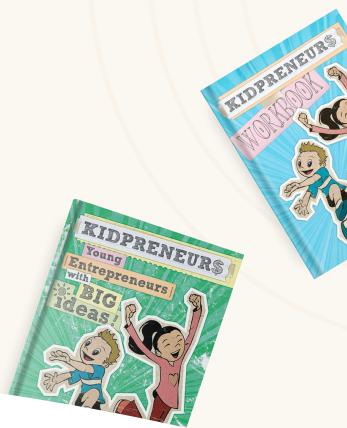 KIDPRENEUR$
WORKBOOK
KIDPRENEUR$
Young
Entrepreneurs
with BIG
ideas!